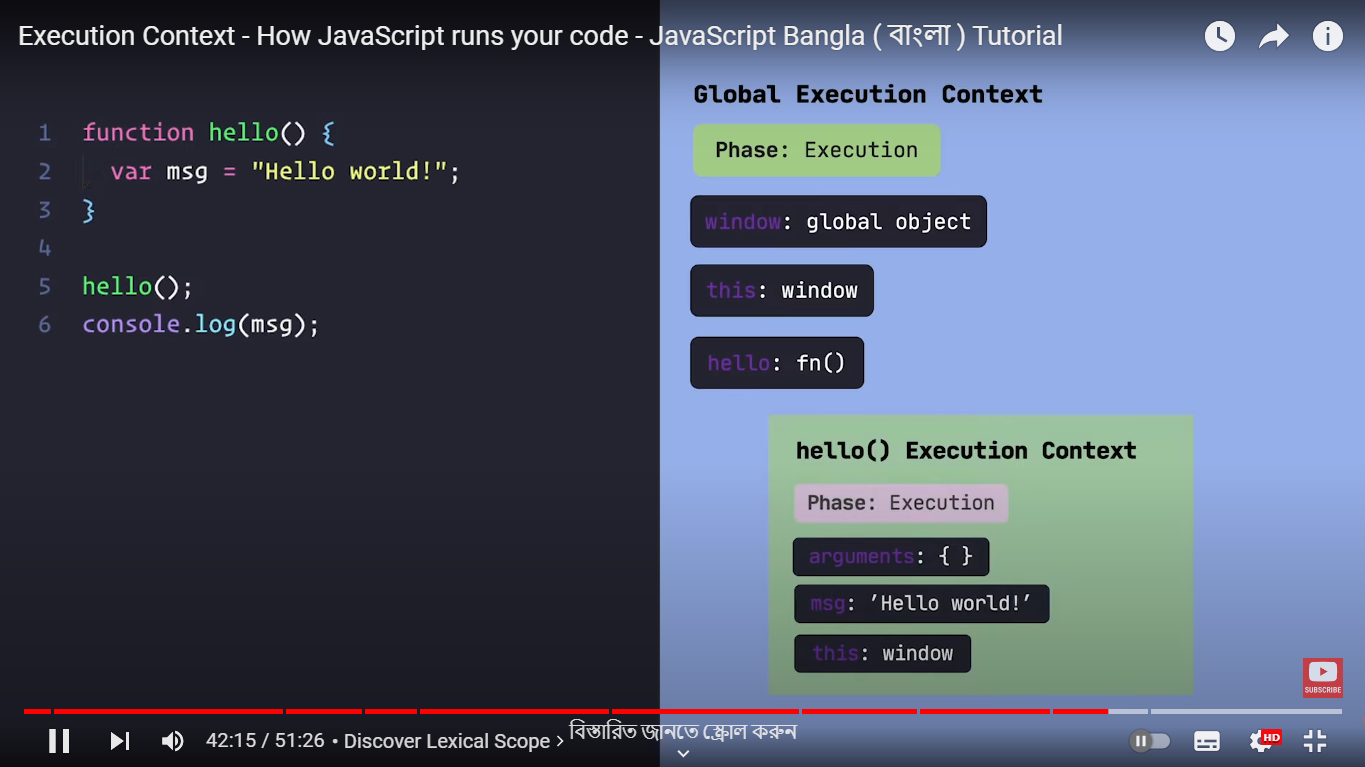 Execution Context - How JavaScript runs your code - JavaScript Bangla ( বাংলা ) Tutorial
1 function hello() {
2 var msg = "Hello world!";
3 }
4
5 hello();
6 console.log(msg);
Global Execution Context
Phase: Execution
window: global object
this: window
hello: fn()
hello() Execution Context
Phase: Execution
arguments: { }
msg: ’Hello world!’
this: window
SUBSCRIBE
42:15 / 51:26 • Discover Lexical Scope >
বিস্তারিত জানতে স্ক্রোল করুন
HD